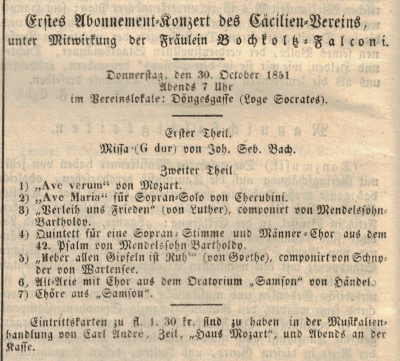 Erstes Abonnement-Konzert des Cäcilien-Vereins,
unter Mitwirkung der Fräulein Bochkoltz-Falconi.
Donnerstag, den 30. October 1851
Abends 7 Uhr
im Vereinslokale: Döngesgasse (Loge Socrates).
Erster Theil.
Missa (G dur) von Joh. Seb. Bach.
Zweiter Theil
1) „Ave verum“ von Mozart.
2) „Ave Maria“ für Sopran-Solo von Cherubini.
3) „Verleih uns Frieden“ (von Luther), componirt von Mendelssohn-
Bartholdy.
4) Quintett für eine Sopran-Stimme und Männer-Chor aus dem
42. Psalm von Mendelssohn-Bartholdy.
5) „Ueber allen Gipfeln ist Ruh'“ (von Goethe), componirt von Schny-
der von Wartensee.
6) Alt-Arie mit Chor aus dem Oratorium „Samson“ von Händel.
7) Chöre aus „Samson“.
Eintrittskarten zu fl. 1. 30 kr. sind zu haben in der Musikalien-
handlung von Carl André, Zeil, „Haus Mozart“, und Abends an der
Kasse.